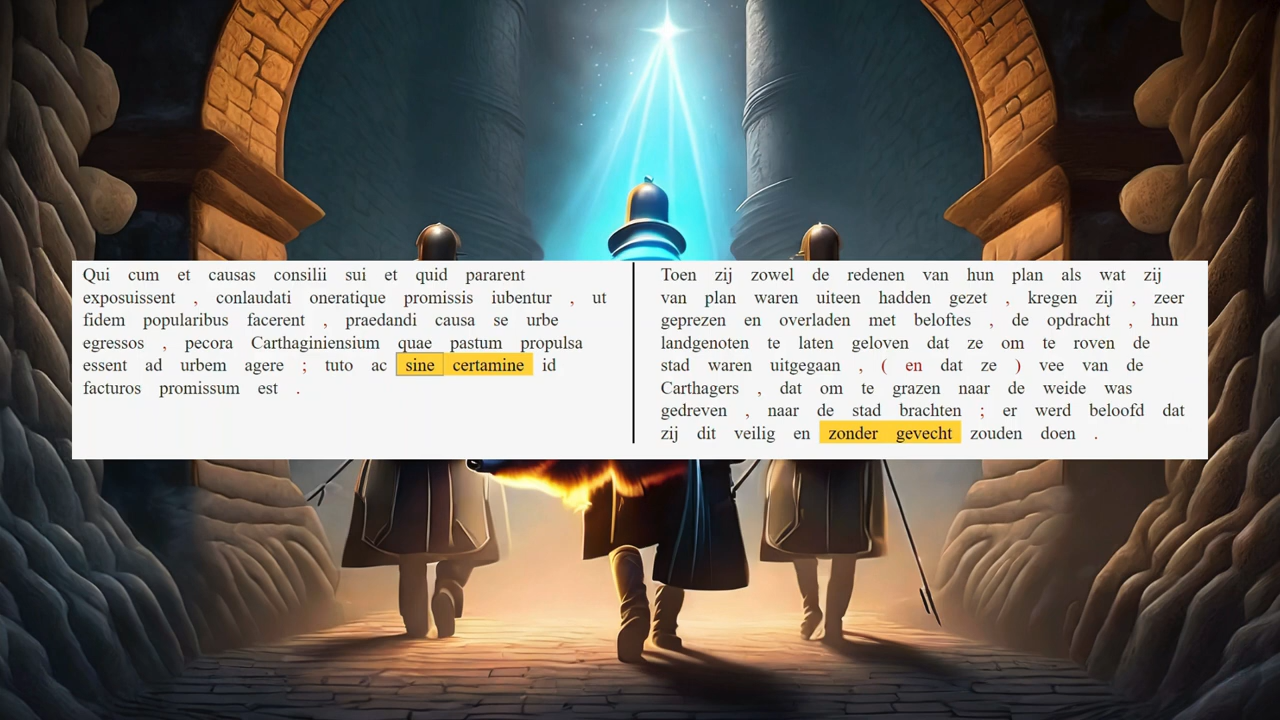 Qui cum et causas consilii sui et quid pararent
exposuissent , conlaudati oneratique promissis iubentur , ut
fidem popularibus facerent , praedandi causa se urbe
egressos , pecora Carthaginiensium quae pastum propulsa
essent ad urbem agere ; tuto ac sine certamine id
facturos promissum est .
Toen zij zowel de redenen van hun plan als wat zij
van plan waren uiteen hadden gezet , kregen zij , zeer
geprezen en overladen met beloftes , de opdracht , hun
landgenoten te laten geloven dat ze om te roven de
stad waren uitgegaan , ( en dat ze ) vee van de
Carthagers , dat om te grazen naar de weide was
gedreven , naar de stad brachten ; er werd beloofd dat
zij dit veilig en zonder gevecht zouden doen .